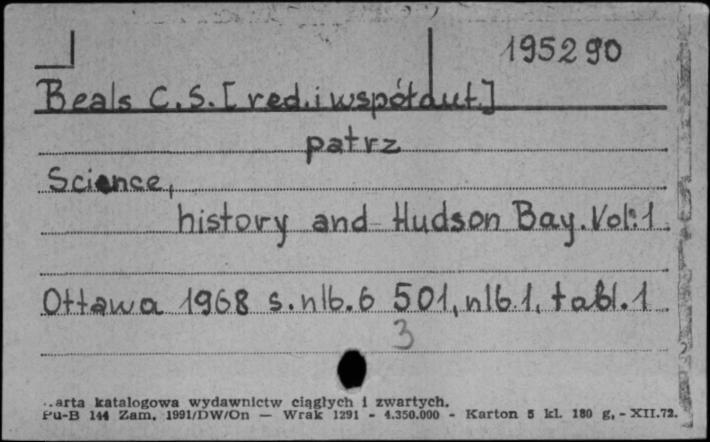 195290
Beals C.S. [red. i współaut.]
patrz
Science,
history and Hudson Bay. Vol. 1
Ottawa 1968 s. nlb. 6 501, nlb 1, tabl. 1
3
arta katalogowa wydawnictw ciągłych i zwartych.
Pu-B 144 Zam. 1991/DW/On — Wrak 1291 - 4.350.000 - Karton 5 kl. 180 g, - XII.72.